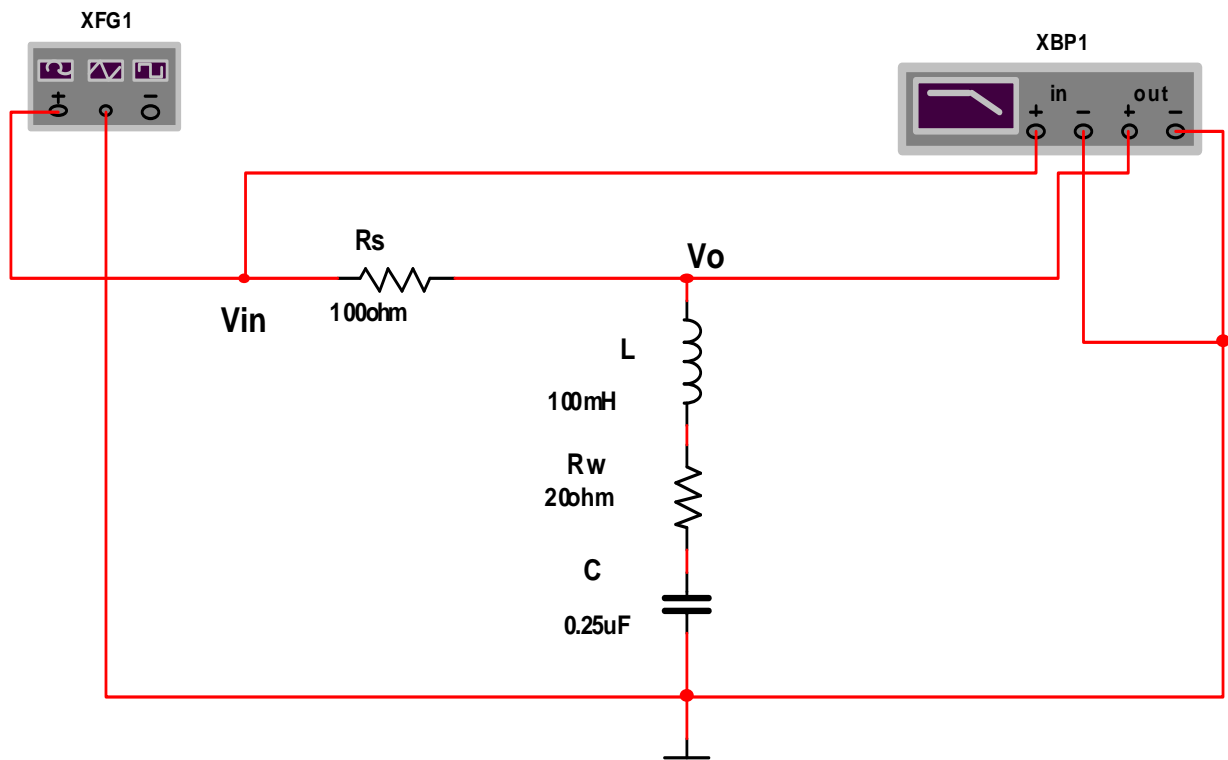 XFG1
XBP1
+ −
in out
+ − + −
Rs
100ohm
Vin
Vo
L
100mH
Rw
20ohm
C
0.25uF